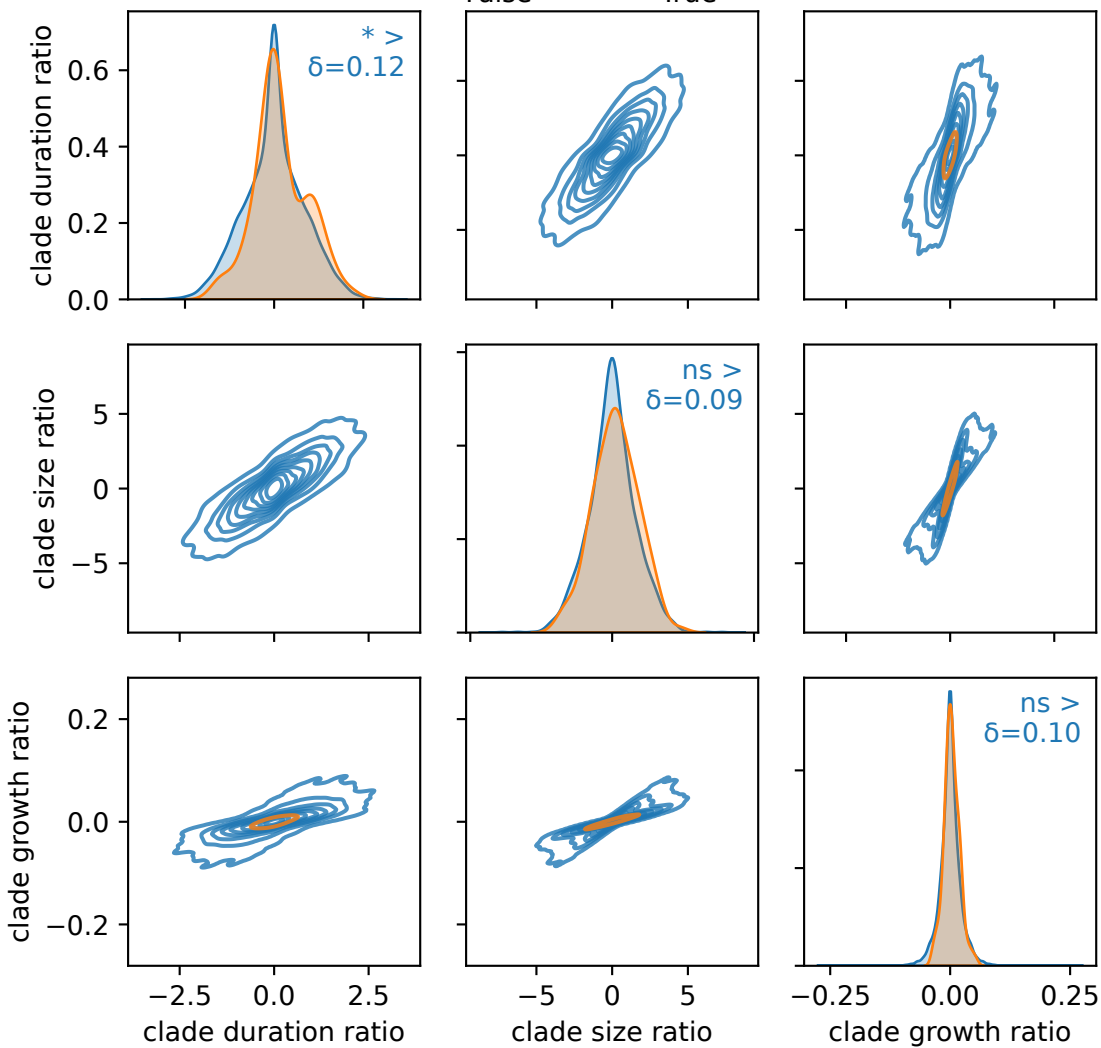 * >
δ=0.12
clade duration ratio
0.6
0.4
0.2
0.0
ns >
δ=0.09
clade size ratio
5
0
−5
ns >
δ=0.10
clade growth ratio
0.2
0.0
−0.2
−2.5 0.0 2.5
−5 0 5
−0.25 0.00 0.25
clade duration ratio
clade size ratio
clade growth ratio